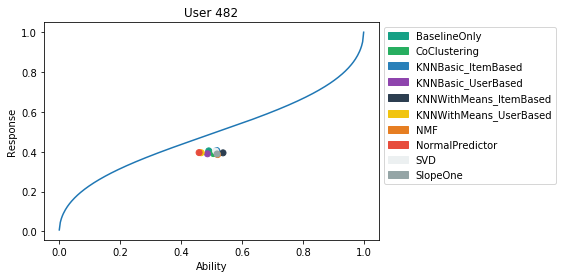 User 482
1.0
0.8
0.6
0.4
0.2
0.0
Response
0.0 0.2 0.4 0.6 0.8 1.0
Ability
BaselineOnly
CoClustering
KNNBasic_ItemBased
KNNBasic_UserBased
KNNWithMeans_ItemBased
KNNWithMeans_UserBased
NMF
NormalPredictor
SVD
SlopeOne